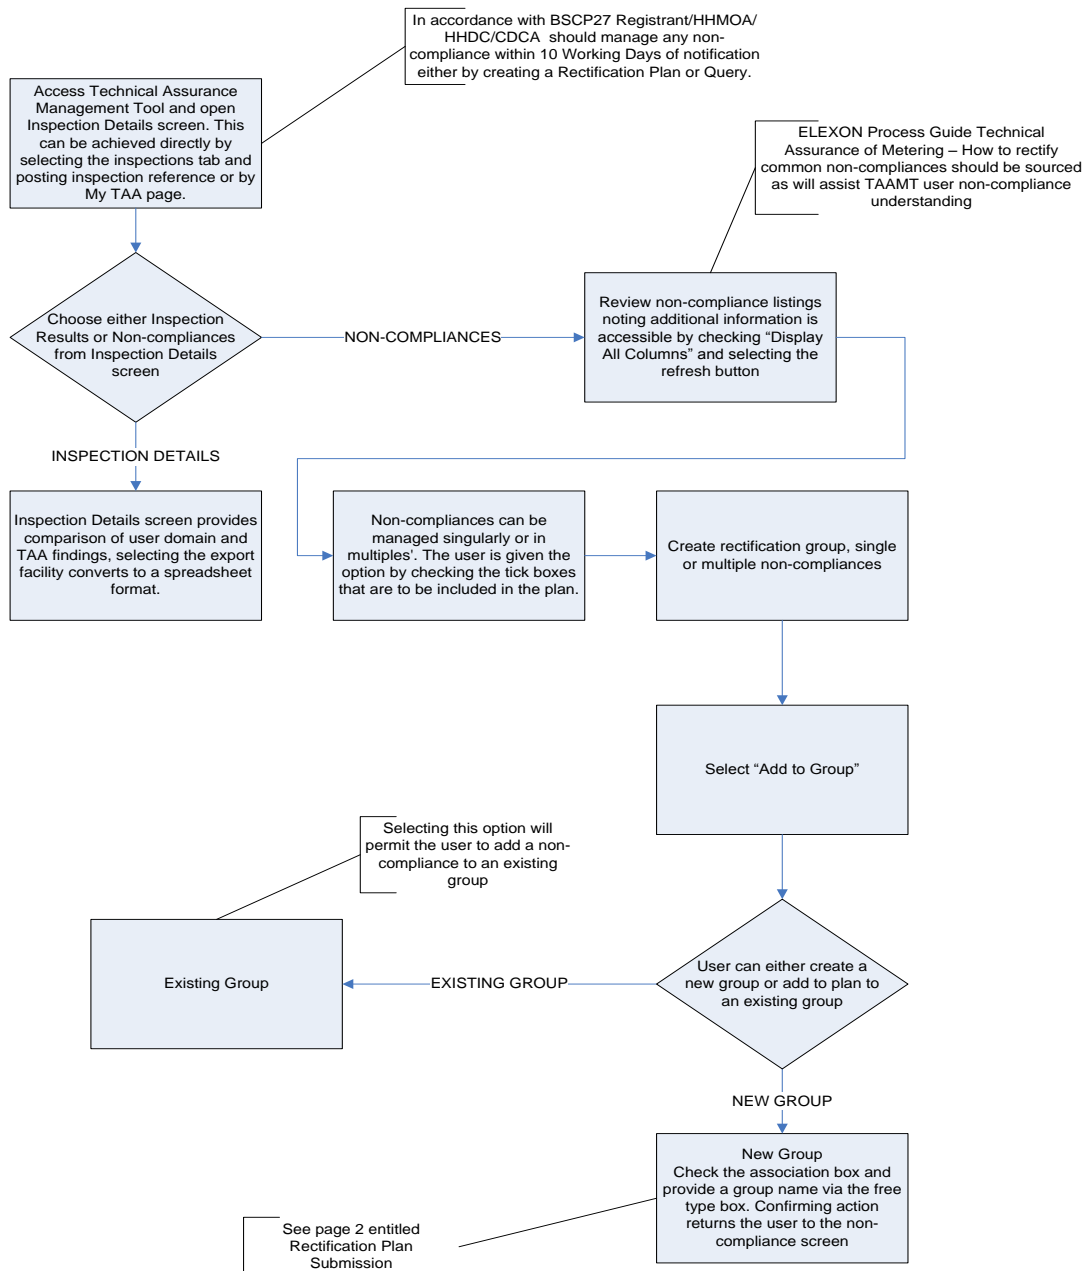 In accordance with BSCP27 Registrant/HHMOA/
HHDC/CDCA should manage any non-
compliance within 10 Working Days of notification
either by creating a Rectification Plan or Query.
Access Technical Assurance
Management Tool and open
Inspection Details screen. This
can be achieved directly by
selecting the inspections tab and
posting inspection reference or by
My TAA page.
ELEXON Process Guide Technical
Assurance of Metering – How to rectify
common non-compliances should be sourced
as will assist TAAMT user non-compliance
understanding
Choose either Inspection
Results or Non-compliances
from Inspection Details
screen
NON-COMPLIANCES
Review non-compliance listings
noting additional information is
accessible by checking “Display
All Columns” and selecting the
refresh button
INSPECTION DETAILS
Inspection Details screen provides
comparison of user domain and
TAA findings, selecting the export
facility converts to a spreadsheet
format.
Non-compliances can be
managed singularly or in
multiples'. The user is given the
option by checking the tick boxes
that are to be included in the plan.
Create rectification group, single
or multiple non-compliances
Select “Add to Group”
Selecting this option will
permit the user to add a non-
compliance to an existing
group
Existing Group
EXISTING GROUP
User can either create a
new group or add to plan to
an existing group
NEW GROUP
New Group
Check the association box and
provide a group name via the free
type box. Confirming action
returns the user to the non-
compliance screen
See page 2 entitled
Rectification Plan
Submission